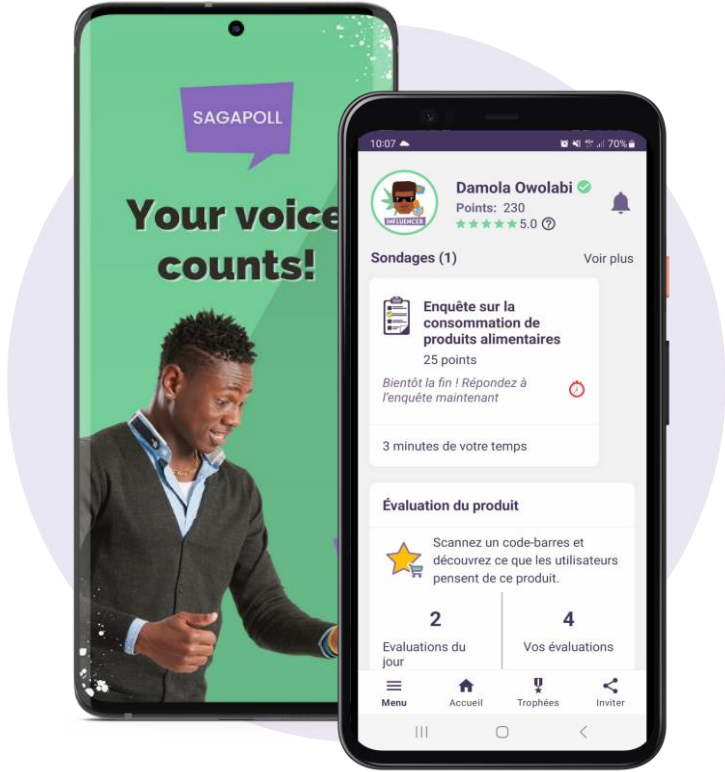 SAGAPOLL
Your voice
counts!
10:07
70%
Damola Owolabi
Points: 230
5.0
INFLUENCER
Sondages (1)
Voir plus
Enquête sur la
consommation de
produits alimentaires
25 points
Bientôt la fin ! Répondez à
l'enquête maintenant
3 minutes de votre temps
Évaluation du produit
Scannez un code-barres et
découvrez ce que les utilisateurs
pensent de ce produit.
2
Evaluations du
jour
4
Vos évaluations
Menu
Accueil
Trophées
Inviter